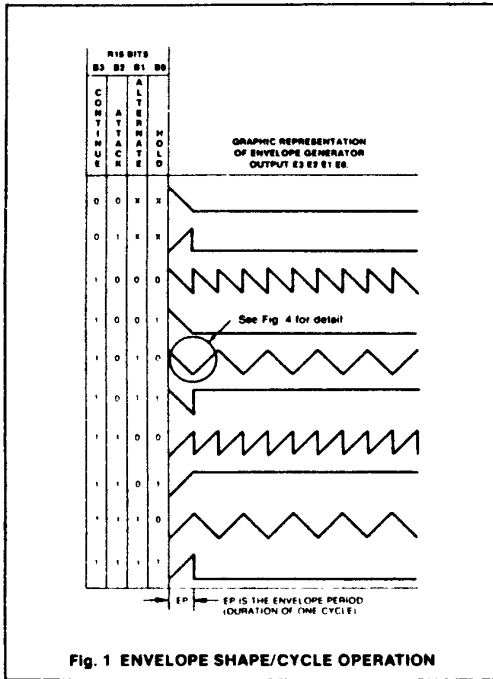 R15 BITS
B3 B2 B1 B0
CONTINUE
ATTACK
ALTERNATE
HOLD
GRAPHIC REPRESENTATION
OF ENVELOPE GENERATOR
OUTPUT E3 E2 E1 E0.
0 0 X X
0 1 X X
1 0 0 0
1 0 0 1
See Fig. 4 for detail
1 0 1 0
1 0 1 1
1 1 0 0
1 1 0 1
1 1 1 0
1 1 1 1
EP
EP IS THE ENVELOPE PERIOD
(DURATION OF ONE CYCLE)
Fig. 1 ENVELOPE SHAPE/CYCLE OPERATION